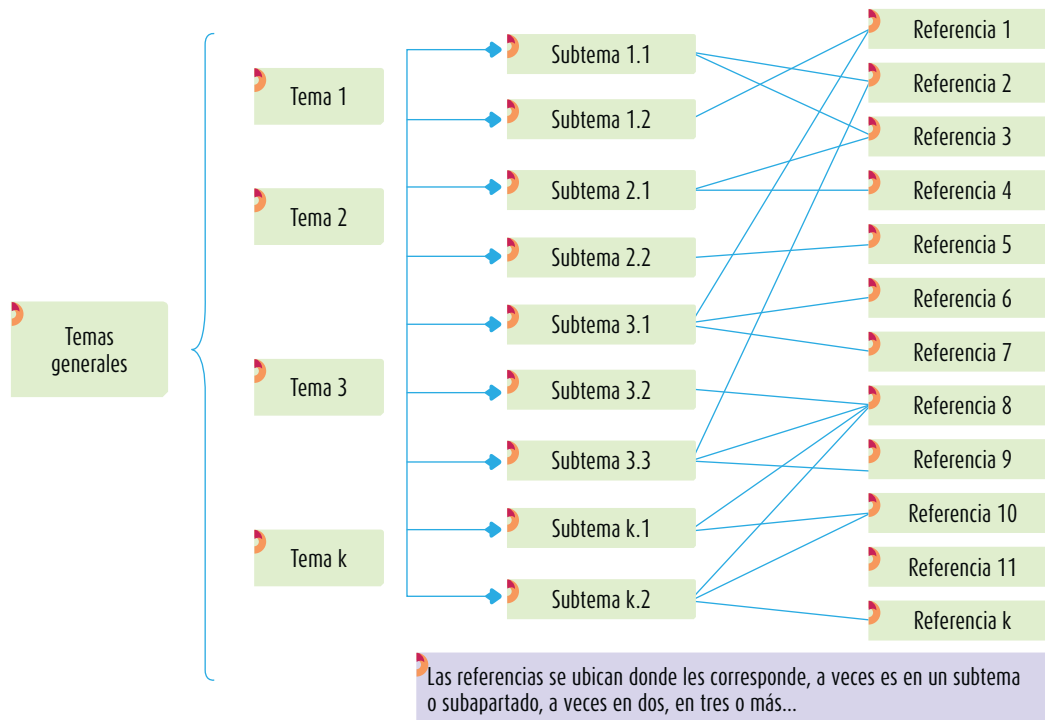 Temas
generales
Tema 1
Tema 2
Tema 3
Tema k
Subtema 1.1
Subtema 1.2
Subtema 2.1
Subtema 2.2
Subtema 3.1
Subtema 3.2
Subtema 3.3
Subtema k.1
Subtema k.2
Referencia 1
Referencia 2
Referencia 3
Referencia 4
Referencia 5
Referencia 6
Referencia 7
Referencia 8
Referencia 9
Referencia 10
Referencia 11
Referencia k
Las referencias se ubican donde les corresponde, a veces es en un subtema
o subapartado, a veces en dos, en tres o más...